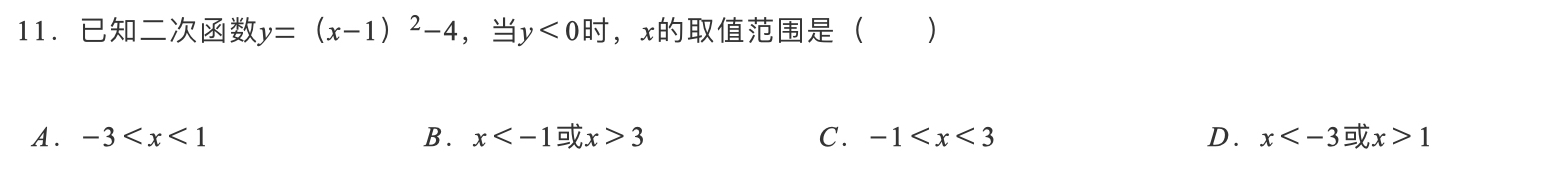 11. 已知二次函数y=（x−1）²−4，当y＜0时，x的取值范围是（　　）
A. −3＜x＜1　B. x＜−1或x＞3　C. −1＜x＜3　D. x＜−3或x＞1